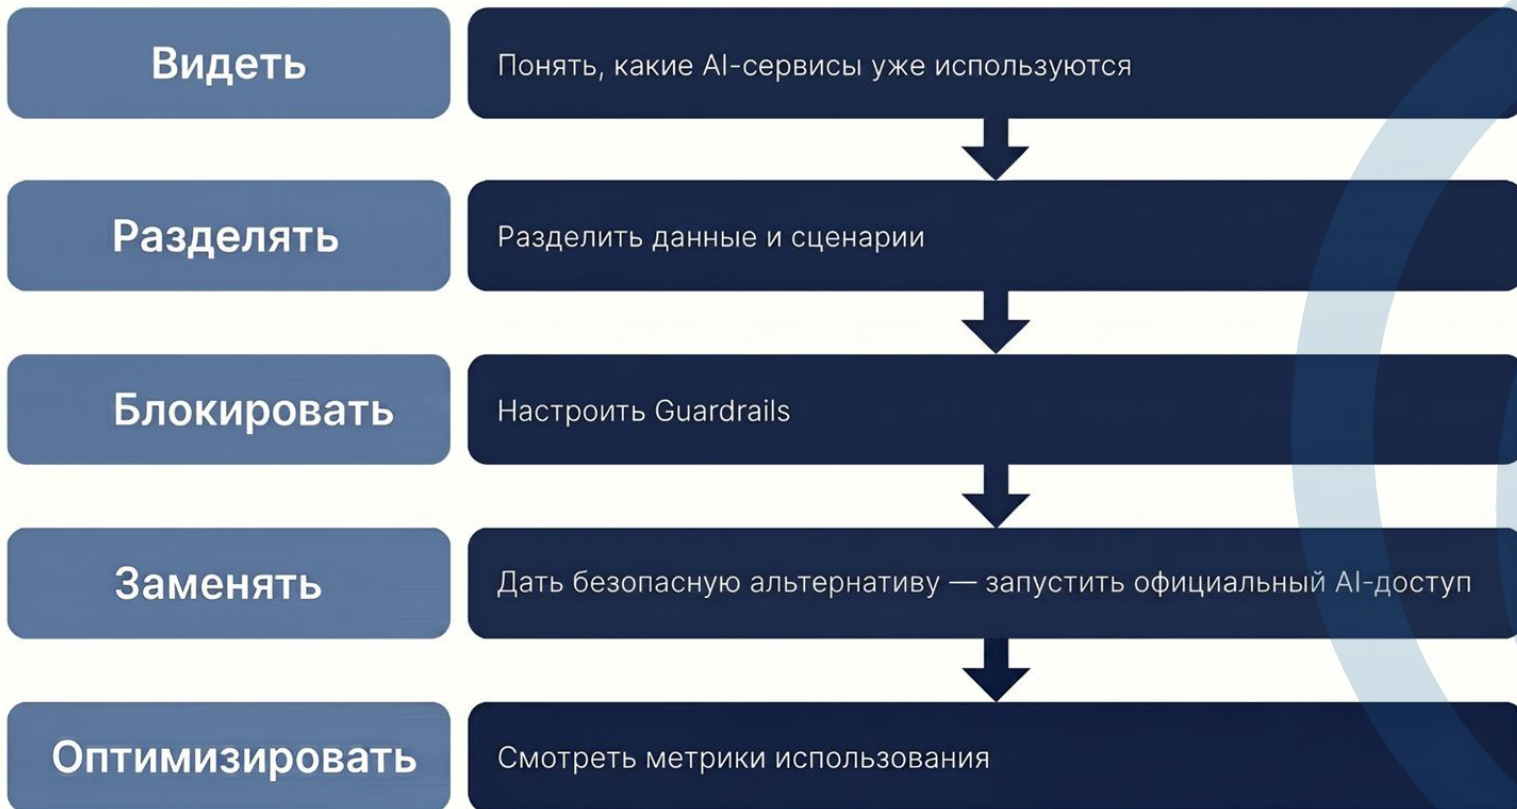 Видеть
Понять, какие AI-сервисы уже используются
Разделять
Разделить данные и сценарии
Блокировать
Настроить Guardrails
Заменять
Дать безопасную альтернативу — запустить официальный AI-доступ
Оптимизировать
Смотреть метрики использования